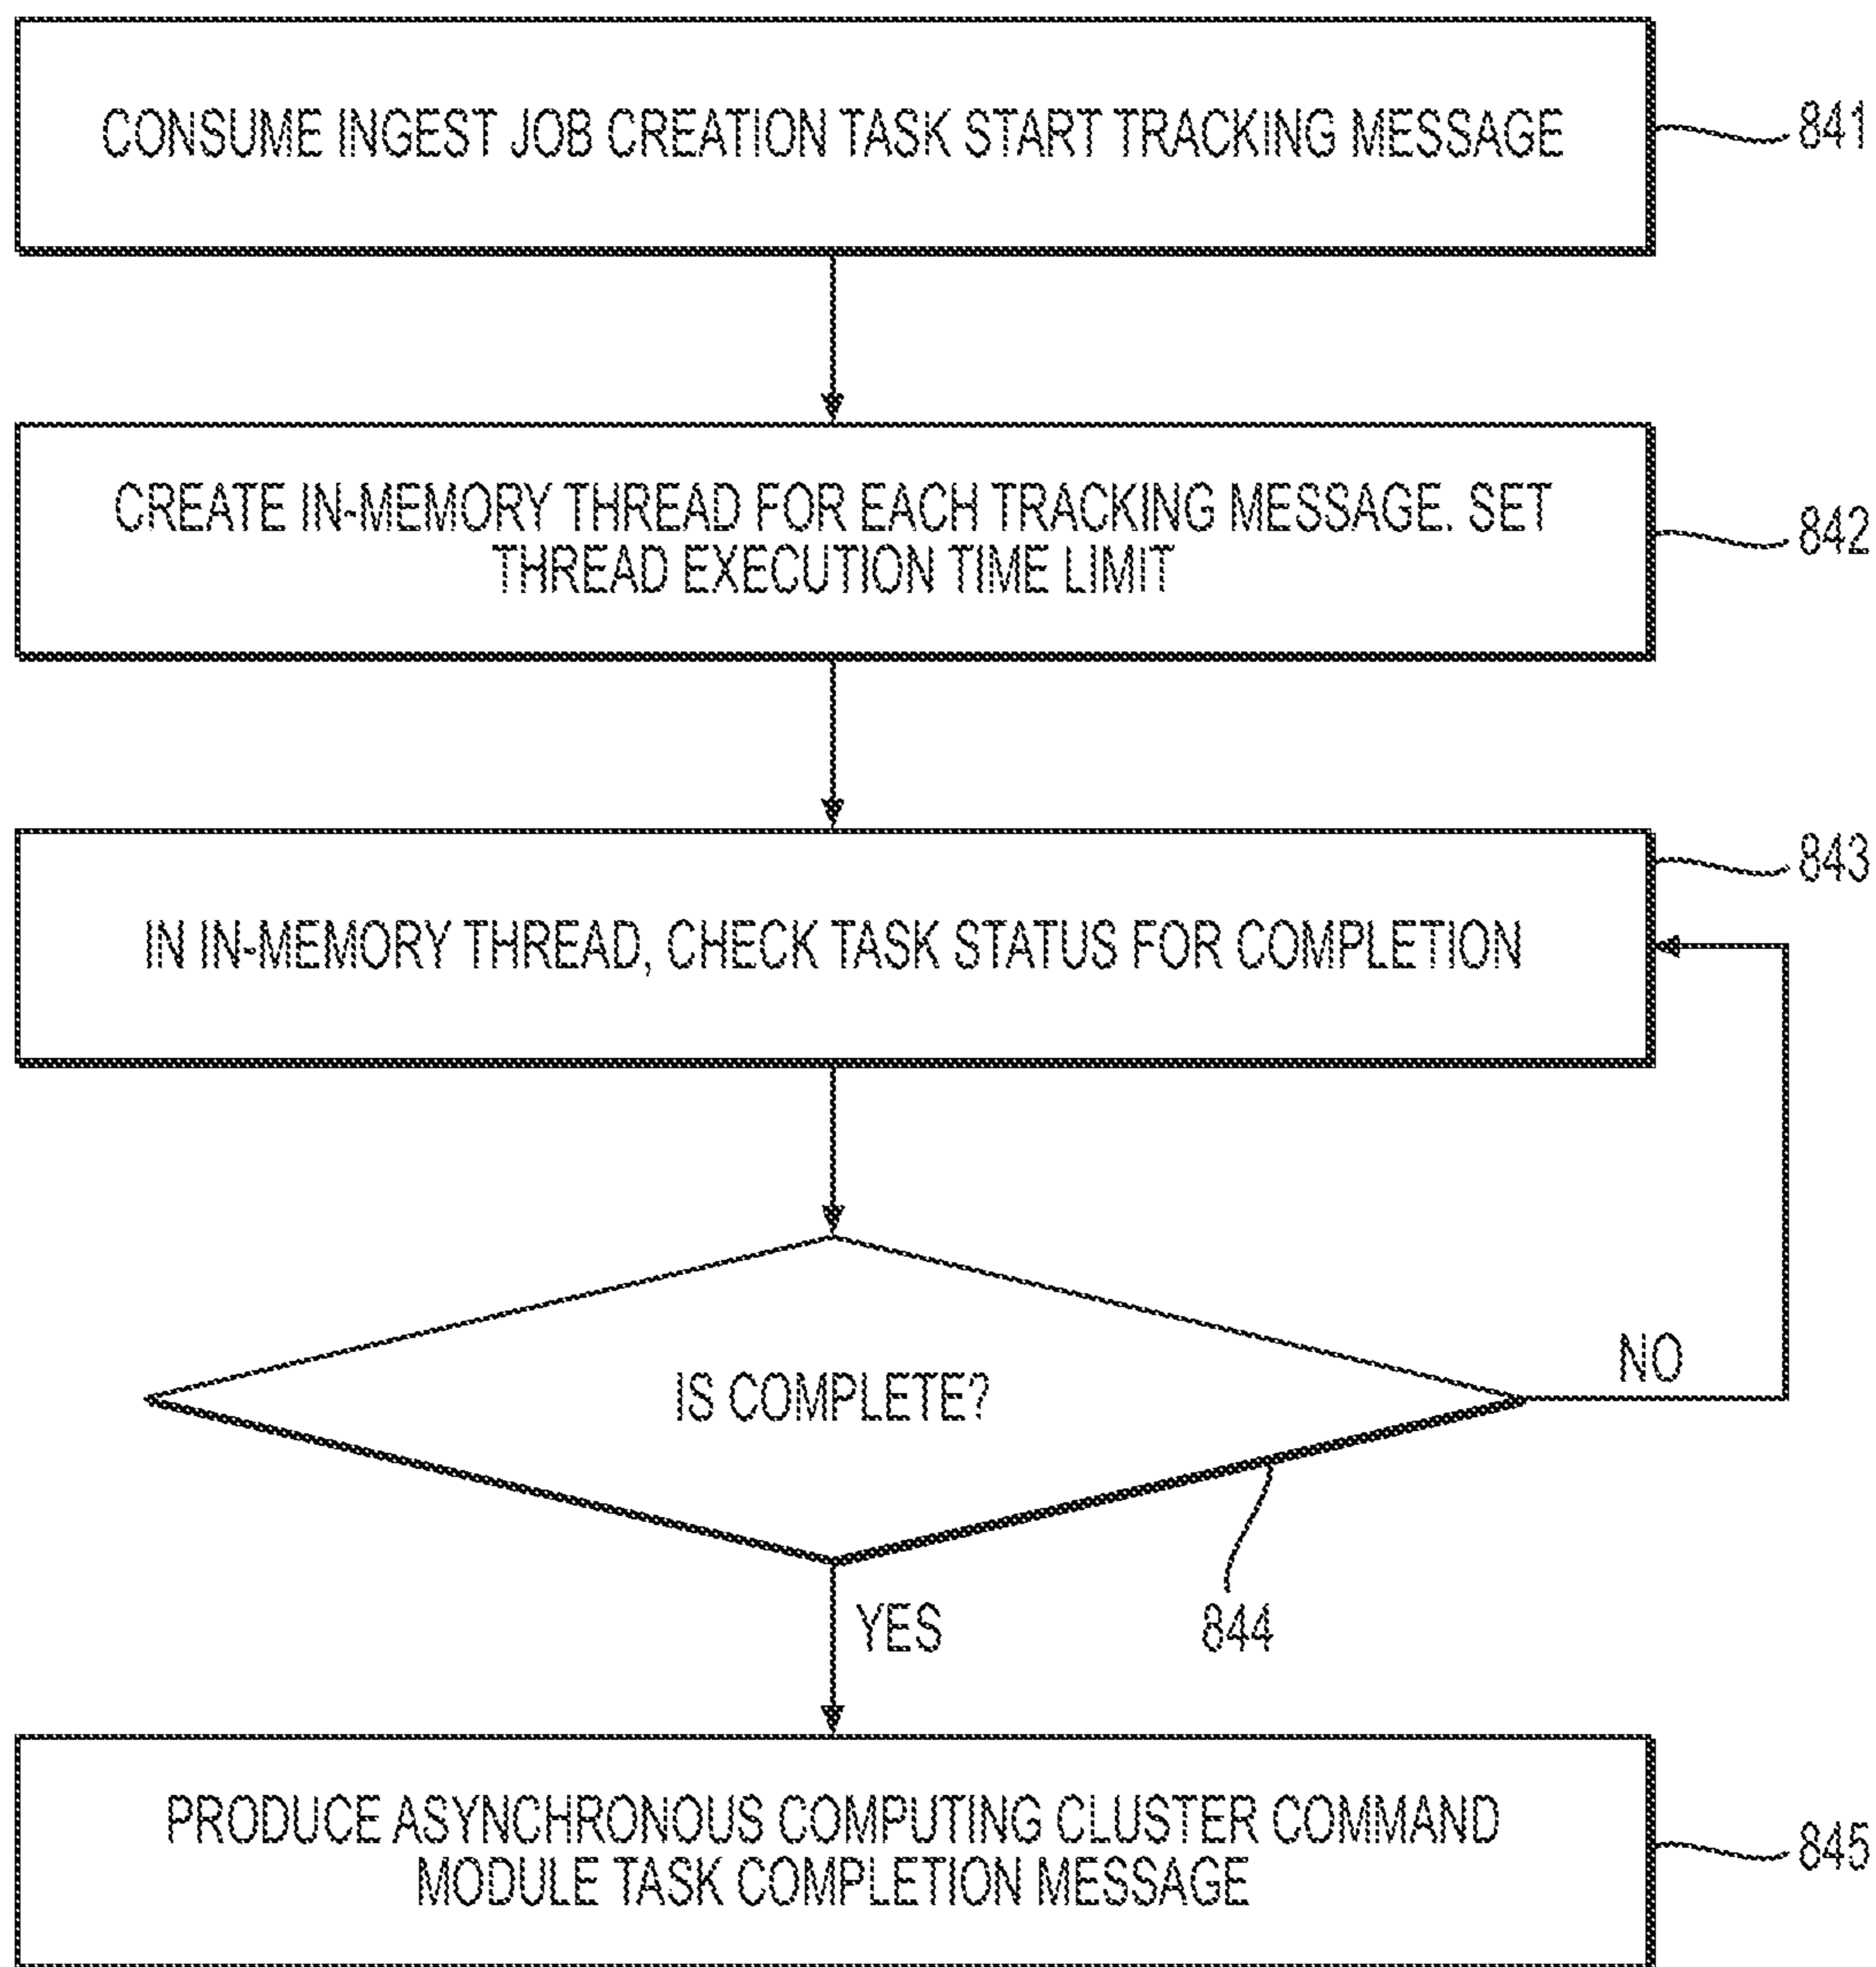 CONSUME INGEST JOB CREATION TASK START TRACKING MESSAGE
841
CREATE IN-MEMORY THREAD FOR EACH TRACKING MESSAGE. SET
THREAD EXECUTION TIME LIMIT
842
843
IN IN-MEMORY THREAD, CHECK TASK STATUS FOR COMPLETION
IS COMPLETE?
NO
YES
844
PRODUCE ASYNCHRONOUS COMPUTING CLUSTER COMMAND
MODULE TASK COMPLETION MESSAGE
845